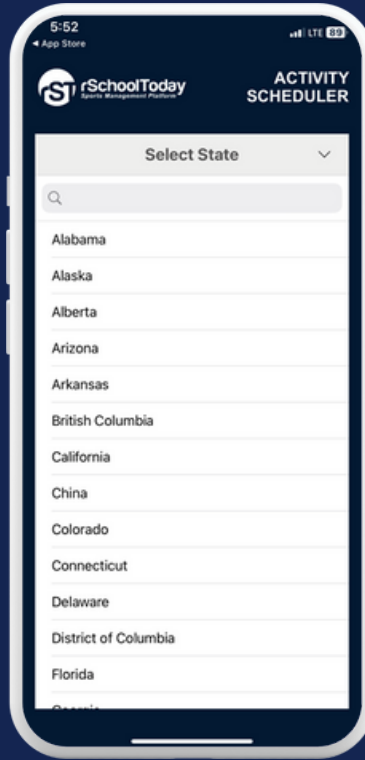 5:52
LTE 89
◄ App Store
rST rSchoolToday
Sports Management Platform
ACTIVITY
SCHEDULER
Select State
Alabama
Alaska
Alberta
Arizona
Arkansas
British Columbia
California
China
Colorado
Connecticut
Delaware
District of Columbia
Florida